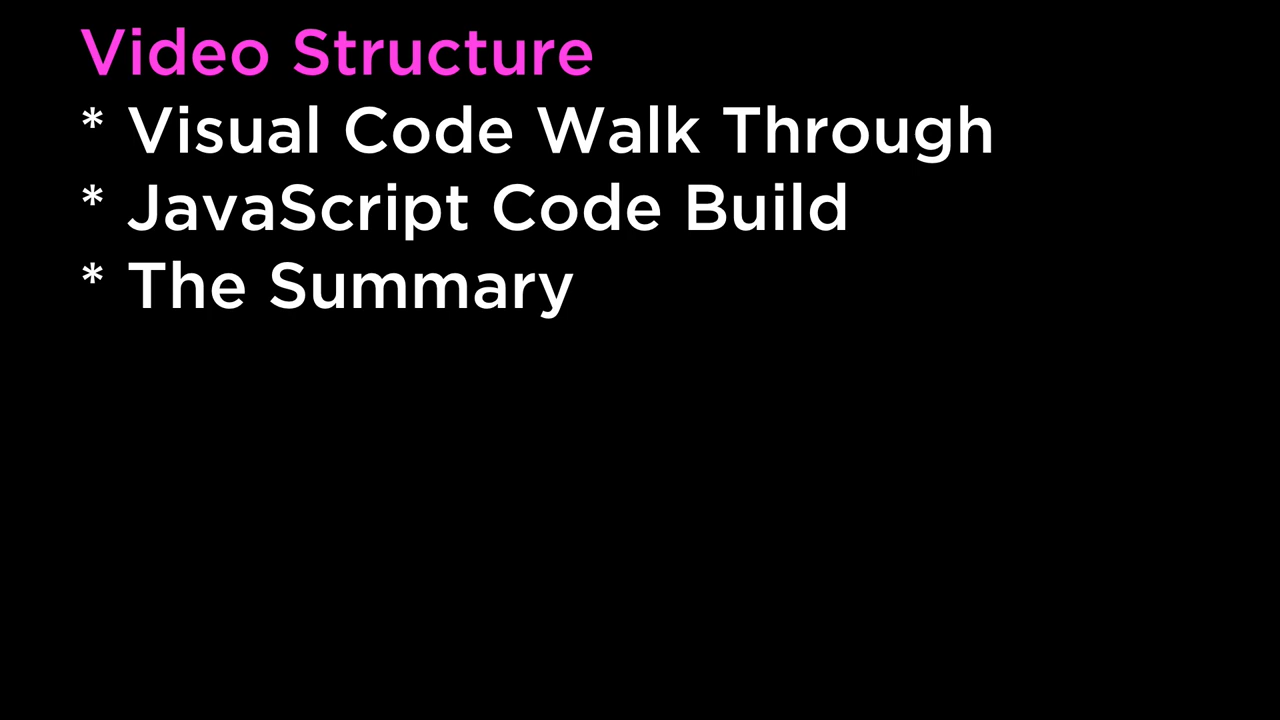 Video Structure
* Visual Code Walk Through
* JavaScript Code Build
* The Summary